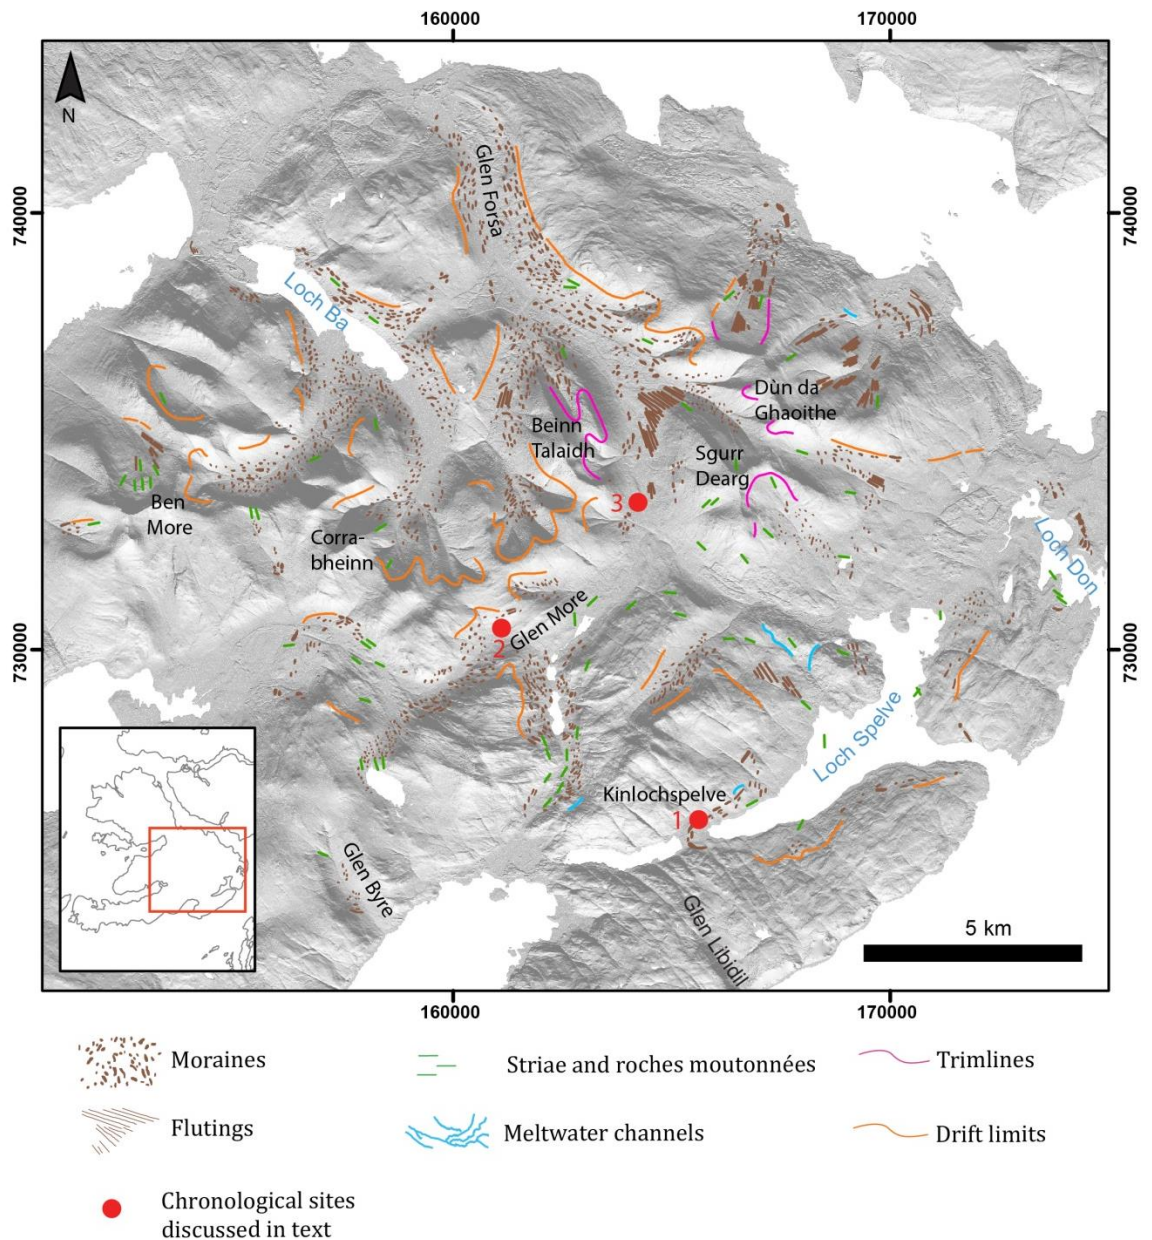 160000
170000
N
Glen Forsa
740000
740000
Loch Ba
Dùn da
Ghaoithe
Beinn
Talaidh
Sgurr
Dearg
Ben
More
3
Corra-
bheinn
Loch Don
Glen More
2
730000
730000
Loch Spelve
Kinlochspelve
1
Glen Byre
Glen Libidil
5 km
160000
170000
Moraines
Striae and roches moutonnées
Trimlines
Flutings
Meltwater channels
Drift limits
Chronological sites
discussed in text